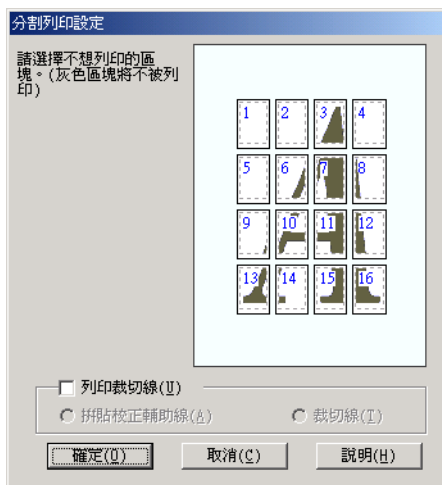 分割列印設定
請選擇不想列印的區
塊。(灰色區塊將不被列
印)
1 2 3 4
5 6 7 8
9 10 11 12
13 14 15 16
列印裁切線(U)
拼貼校正輔助線(A) 裁切線(I)
確定(O) 取消(C) 說明(H)